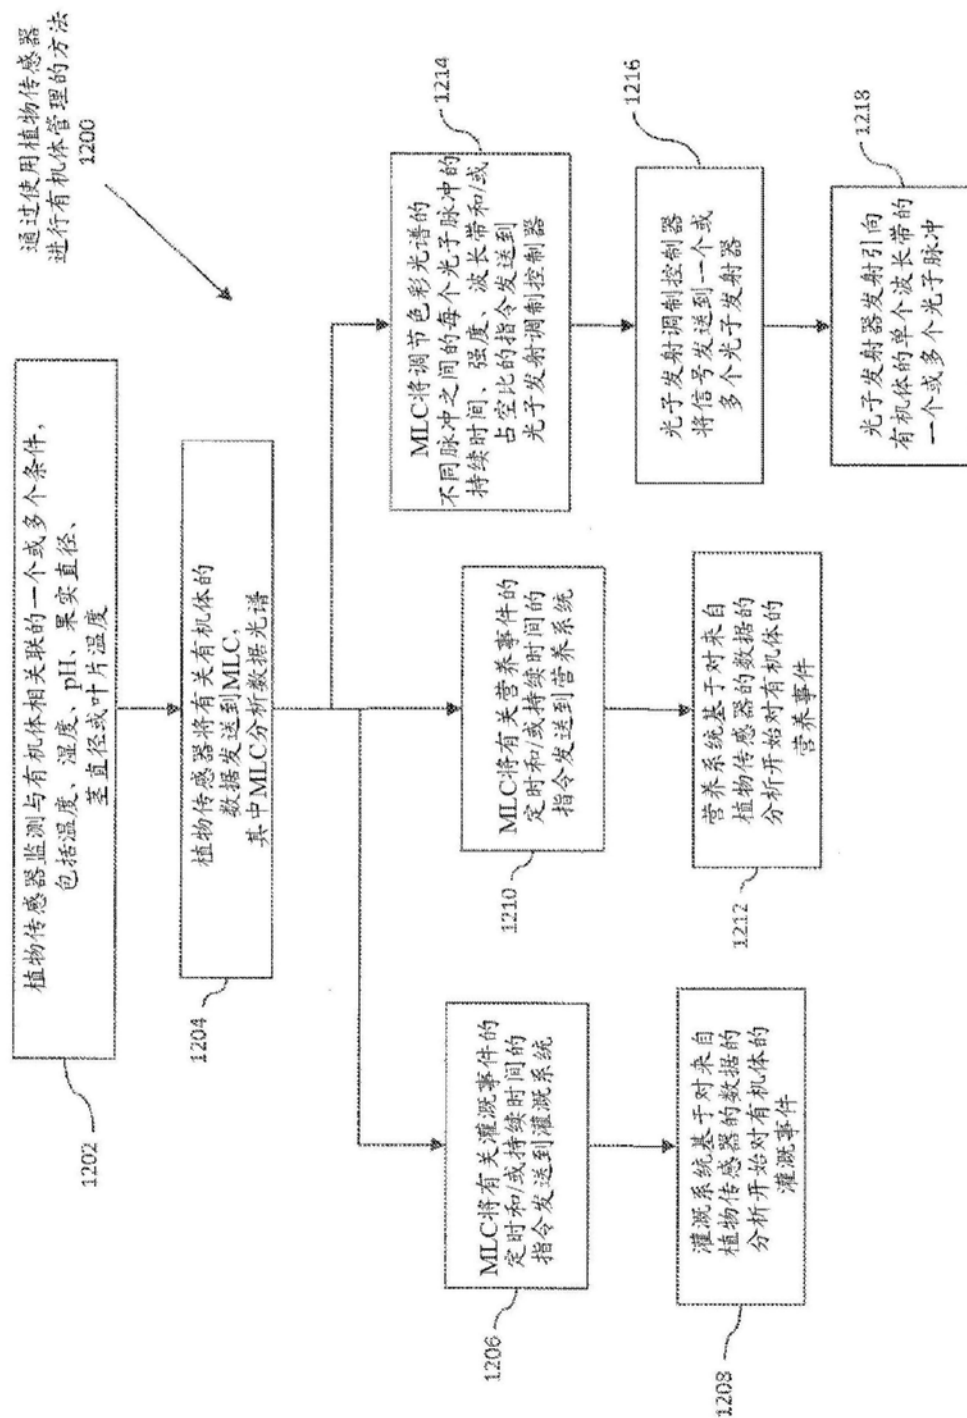 通过使用植物传感器
进行有机体管理的方法
1200
植物传感器监测与有机体相关联的一个或多个条件,
包括温度、湿度、pH、果实直径、
茎直径或叶片温度
1202
植物传感器将有关有机体的
数据发送到MLC,
其中MLC分析数据光谱
1204
MLC将有关灌溉事件的
定时和/或持续时间的
指令发送到灌溉系统
1206
灌溉系统基于对来自
植物传感器的数据的
分析开始对有机体的
灌溉事件
1208
MLC将有关营养事件的
定时和/或持续时间的
指令发送到营养系统
1210
营养系统基于对来自
植物传感器的数据的
分析开始对有机体的
营养事件
1212
MLC将调节色彩光谱的
不同脉冲之间的每个光子脉冲的
持续时间、强度、波长带和/或
占空比的指令发送到
光子发射调制控制器
1214
光子发射调制控制器
将信号发送到一个或
多个光子发射器
1216
光子发射器发射引向
有机体的单个波长带的
一个或多个光子脉冲
1218